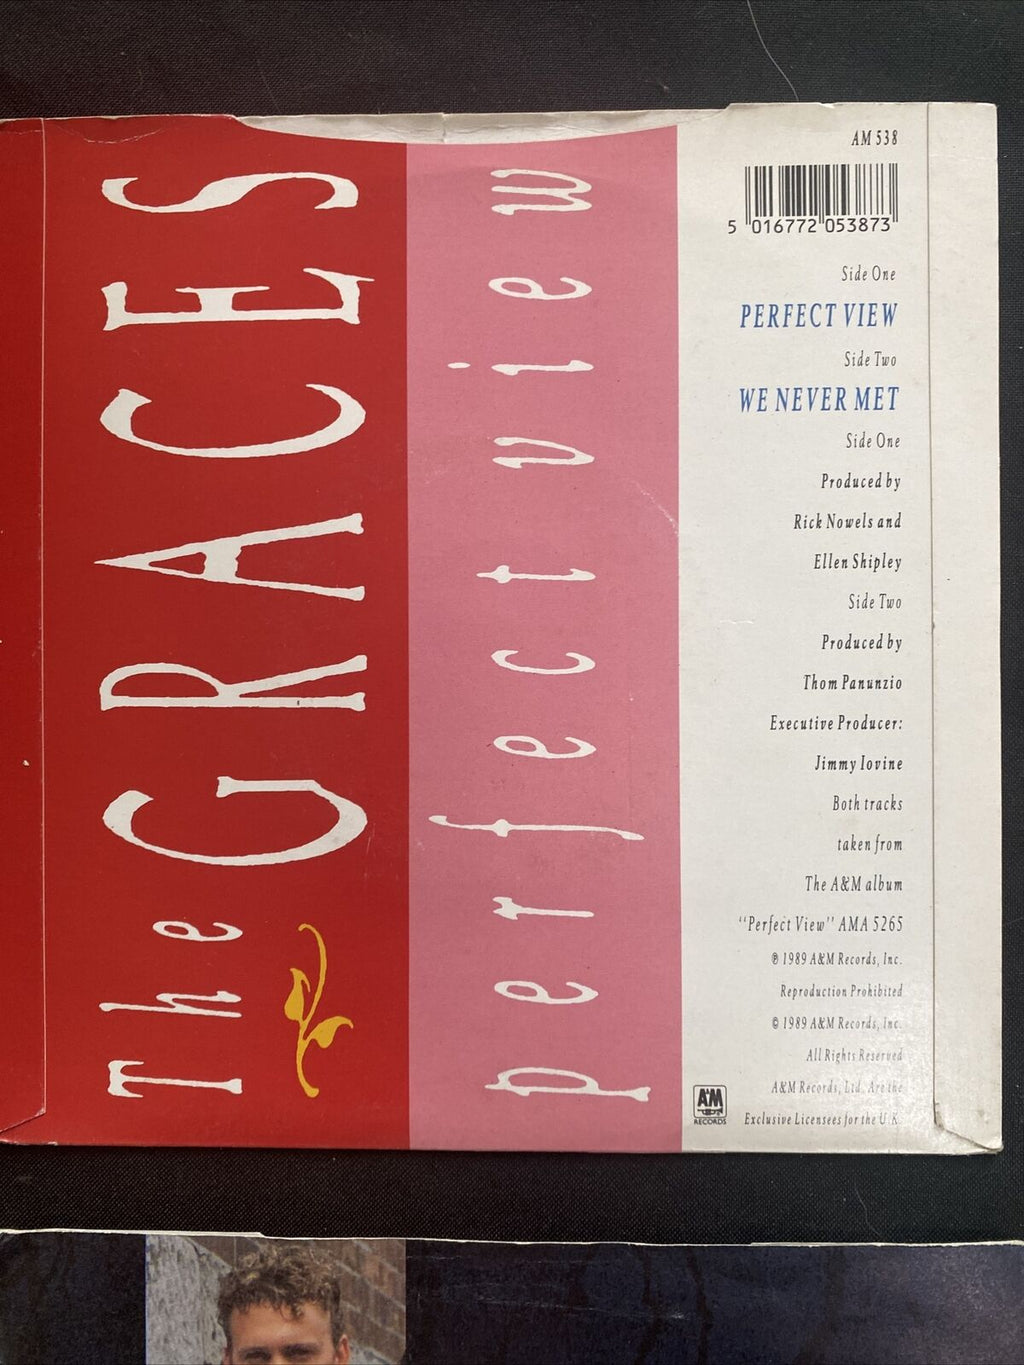 The GRACES
perfect view
AM 538
5 016772 053873
Side One
PERFECT VIEW
Side Two
WE NEVER MET
Side One
Produced by
Rick Nowels and
Ellen Shipley
Side Two
Produced by
Thom Panunzio
Executive Producer:
Jimmy Iovine
Both tracks
taken from
The A&M album
"Perfect View" AMA 5265
℗ 1989 A&M Records, Inc.
Reproduction Prohibited
© 1989 A&M Records, Inc.
All Rights Reserved
A&M Records, Ltd. Are the
Exclusive Licensees for the U.K.
A&M
RECORDS